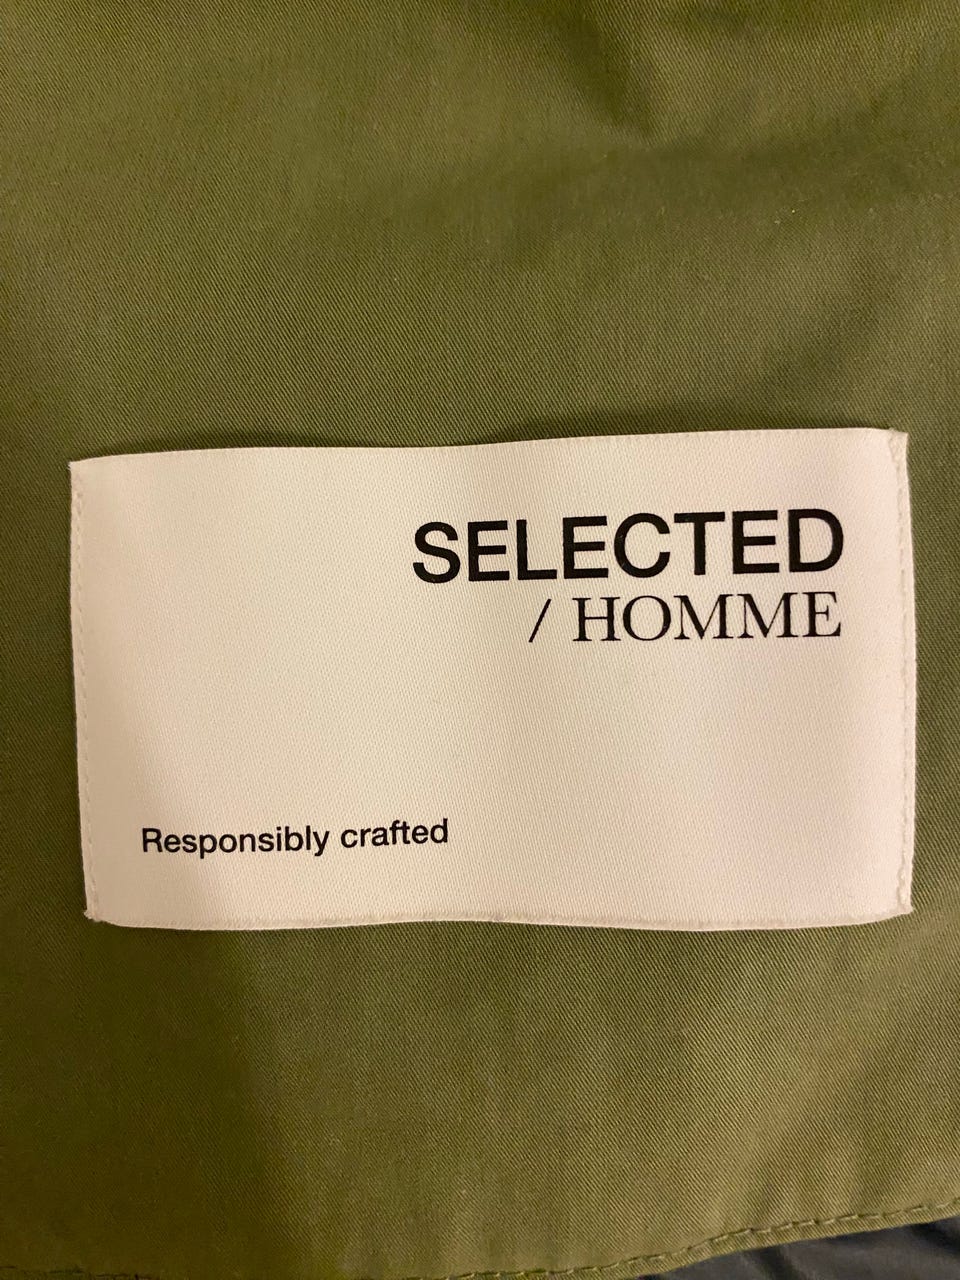 SELECTED
/ HOMME
Responsibly crafted